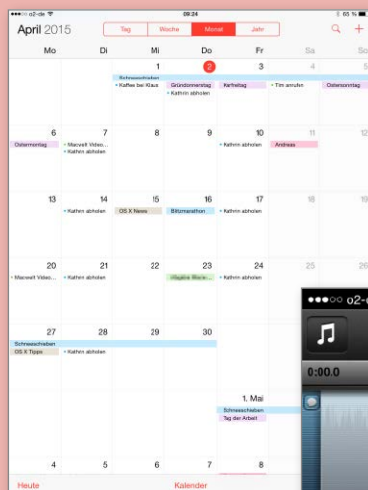 o2-de 09:24 65 %
April 2015 Tag Woche Monat Jahr
Mo Di Mi Do Fr Sa So
1 2 3 4 5
Schneeschieben
Kaffee bei Klaus Gründonnerstag Karfreitag Tim anrufen Ostersonntag
Kathrin abholen
6 7 8 9 10 11 12
Ostermontag Macwelt Video... Kathrin abholen Andreas
Kathrin abholen
13 14 15 16 17 18 19
Kathrin abholen OS X News Blitzmarathon Kathrin abholen
20 21 22 23 24 25 26
Macwelt Video... Kathrin abholen Kathrin abholen
27 28 29 30
Schneeschieben
OS X Tipps Kathrin abholen
1. Mai
Schneeschieben
Tag der Arbeit
4 5 6 7 8
Heute Kalender
o2-d
0:00.0